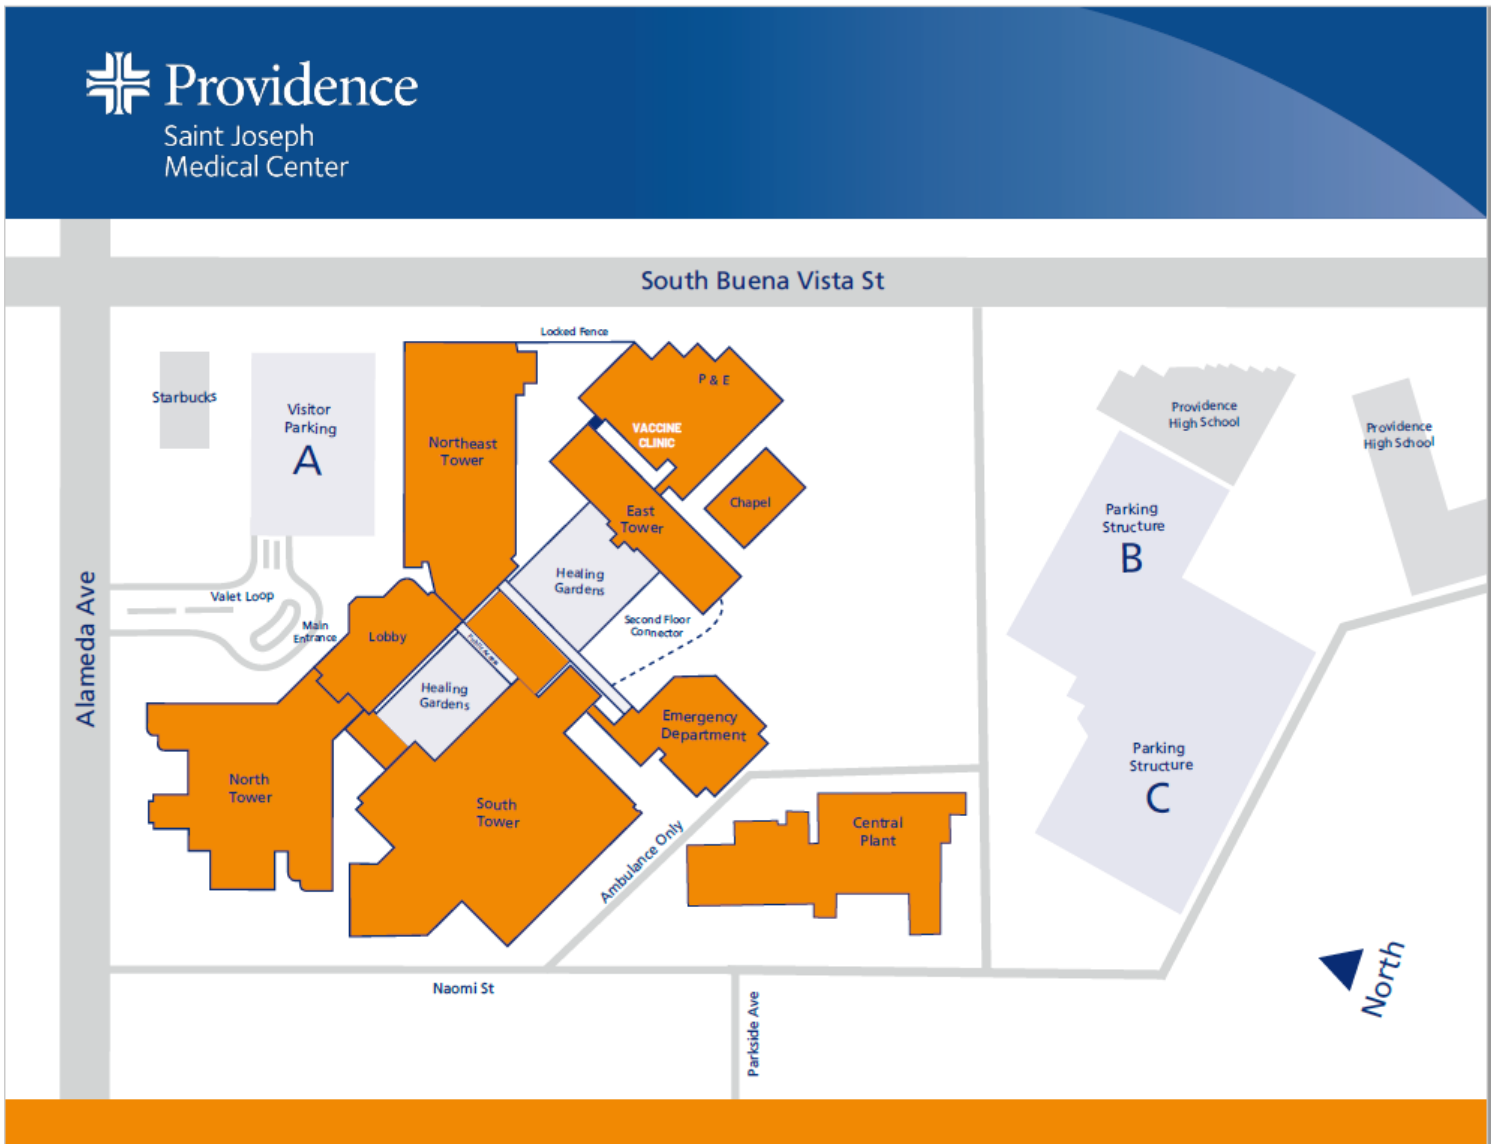 Providence
Saint Joseph
Medical Center
South Buena Vista St
Locked Fence
Starbucks
Visitor
Parking
A
Northeast
Tower
P & E
VACCINE
CLINIC
Chapel
East
Tower
Healing
Gardens
Second Floor
Connector
Providence
High School
Providence
High School
Parking
Structure
B
Valet Loop
Main
Entrance
Lobby
Public Access
Healing
Gardens
Alameda Ave
Emergency
Department
North
Tower
South
Tower
Ambulance Only
Central
Plant
Parking
Structure
C
Naomi St
Parkside Ave
North